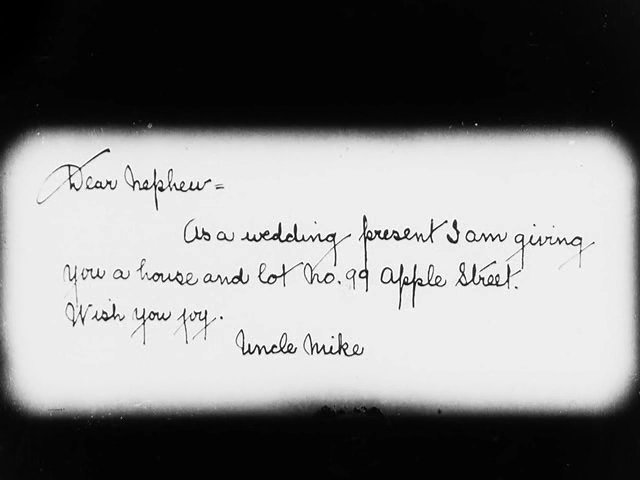 Dear Nephew =
As a wedding present I am giving
you a house and lot No. 99 Apple Street.
Wish you joy.
Uncle Mike